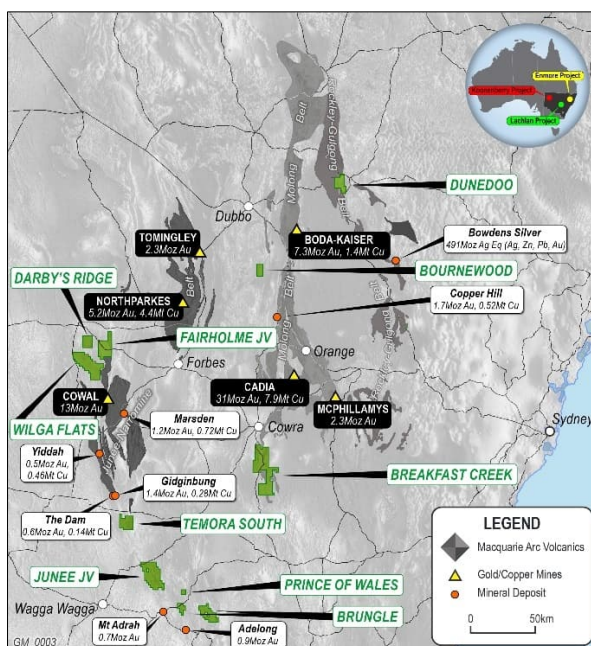 Enmore Project
Koonenberry Project
Lachlan Project
Rockley-Gulgong
Belt
Molong
Belt
DUNEDOO
Dubbo
TOMINGLEY
2.3Moz Au
BODA-KAISER
7.3Moz Au, 1.4Mt Cu
Bowdens Silver
491Moz Ag Eq (Ag, Zn, Pb, Au)
DARBY'S RIDGE
BOURNEWOOD
NORTHPARKES
5.2Moz Au, 4.4Mt Cu
Belt
Belt
Belt
Copper Hill
1.7Moz Au, 0.52Mt Cu
FAIRHOLME JV
Molong
Orange
Forbes
COWAL
13Moz Au
CADIA
31Moz Au, 7.9Mt Cu
MCPHILLAMYS
2.3Moz Au
WILGA FLATS
Marsden
1.2Moz Au, 0.72Mt Cu
Cowra
Sydney
Yiddah
0.5Moz Au,
0.46Mt Cu
Gidginbung
1.4Moz Au, 0.28Mt Cu
BREAKFAST CREEK
The Dam
0.6Moz Au, 0.14Mt Cu
TEMORA SOUTH
LEGEND
Macquarie Arc Volcanics
Gold/Copper Mines
Mineral Deposit
0 50km
JUNEE JV
PRINCE OF WALES
Wagga Wagga
BRUNGLE
Mt Adrah
0.7Moz Au
Adelong
0.9Moz Au
GM_0003